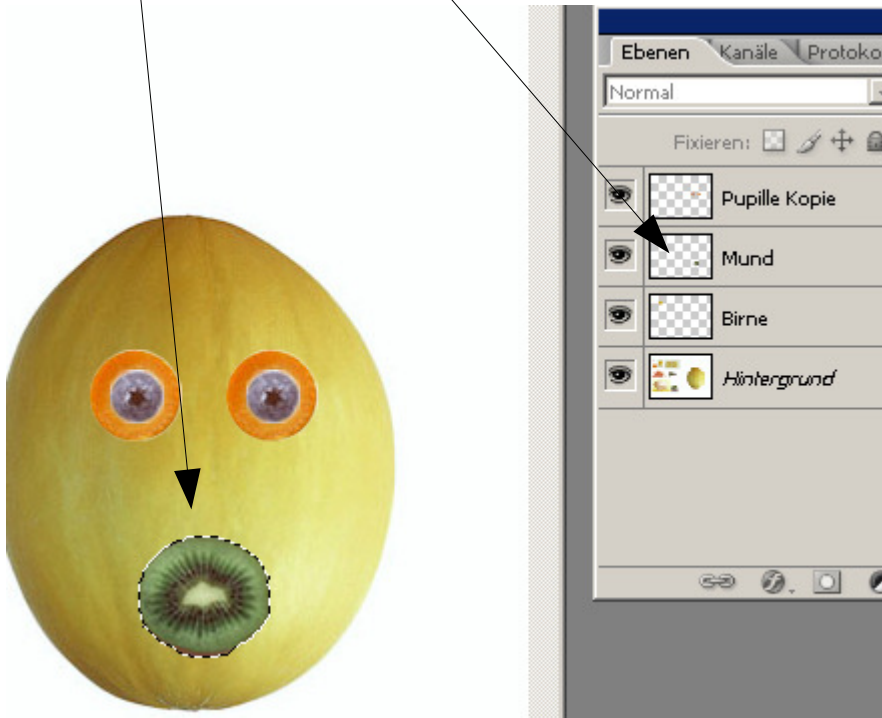 Ebenen Kanäle Protoko
Normal
Fixieren:
Pupille Kopie
Mund
Birne
Hintergrund